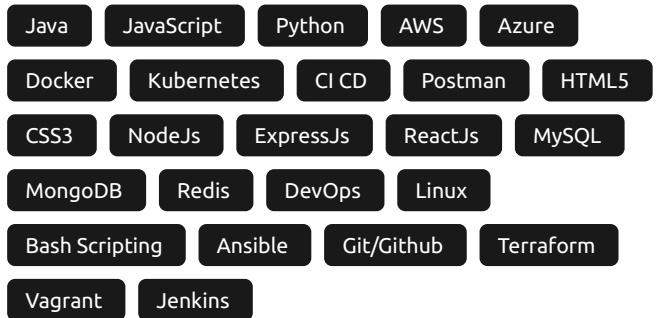 Java JavaScript Python AWS Azure
Docker Kubernetes CI CD Postman HTML5
CSS3 NodeJs ExpressJs ReactJs MySQL
MongoDB Redis DevOps Linux
Bash Scripting Ansible Git/Github Terraform
Vagrant Jenkins